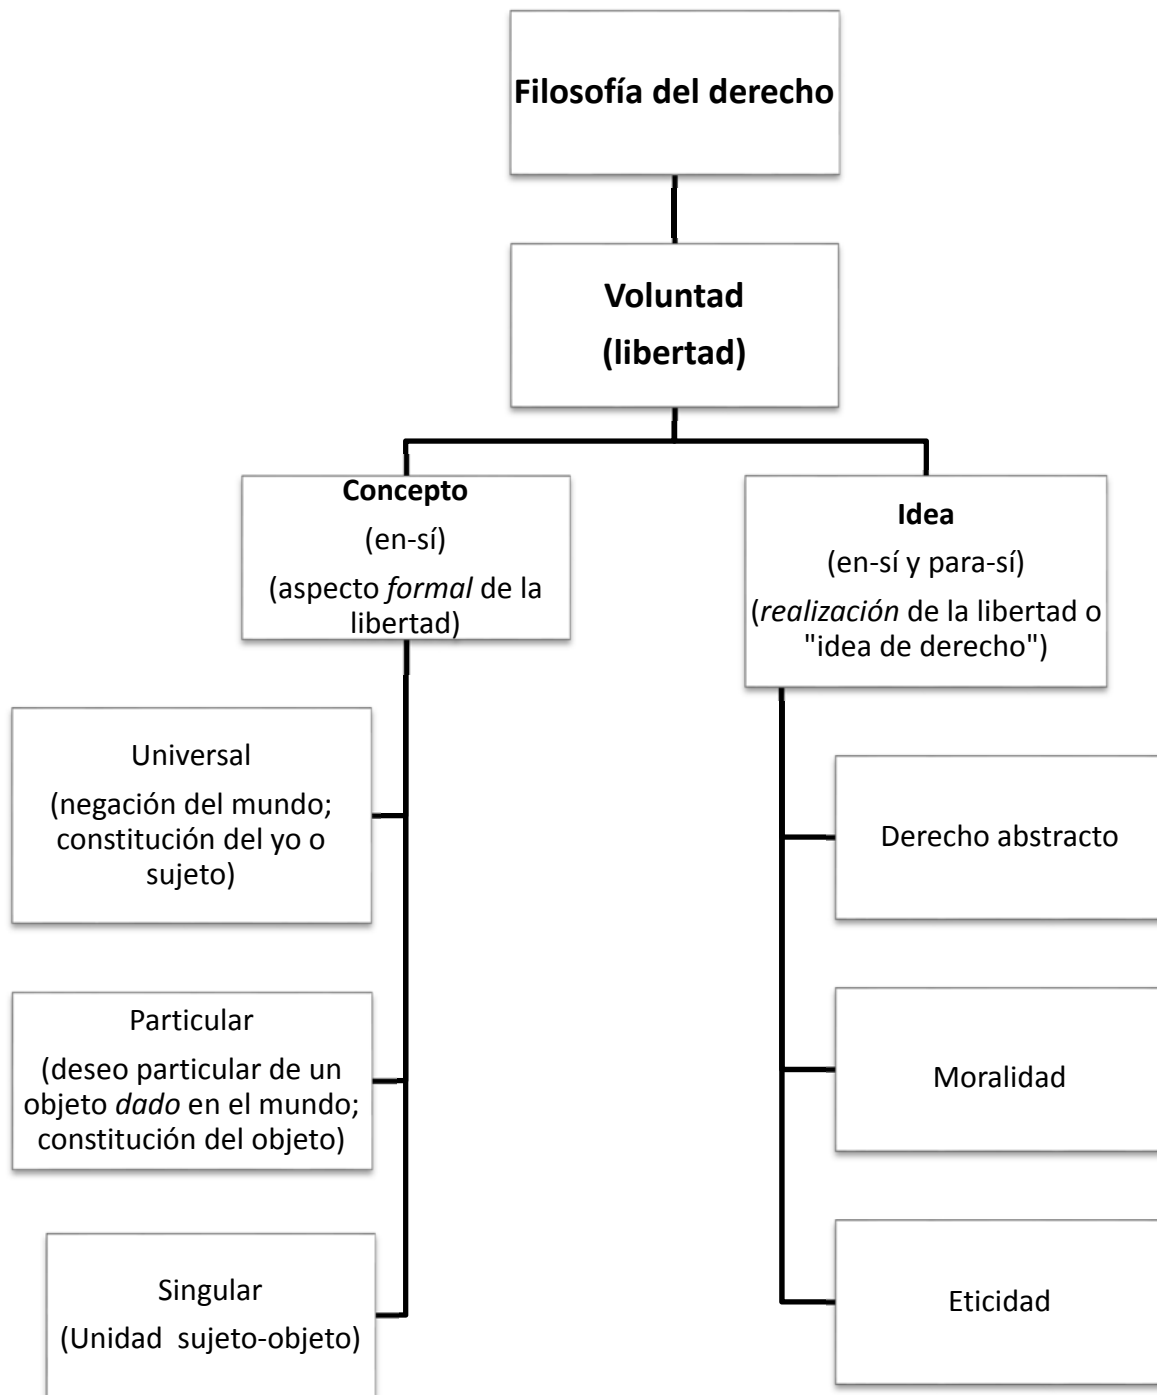 Filosofía del derecho
Voluntad
(libertad)
Concepto
(en-sí)
(aspecto formal de la
libertad)
Idea
(en-sí y para-sí)
(realización de la libertad o
"idea de derecho")
Universal
(negación del mundo;
constitución del yo o
sujeto)
Particular
(deseo particular de un
objeto dado en el mundo;
constitución del objeto)
Singular
(Unidad  sujeto-objeto)
Derecho abstracto
Moralidad
Eticidad